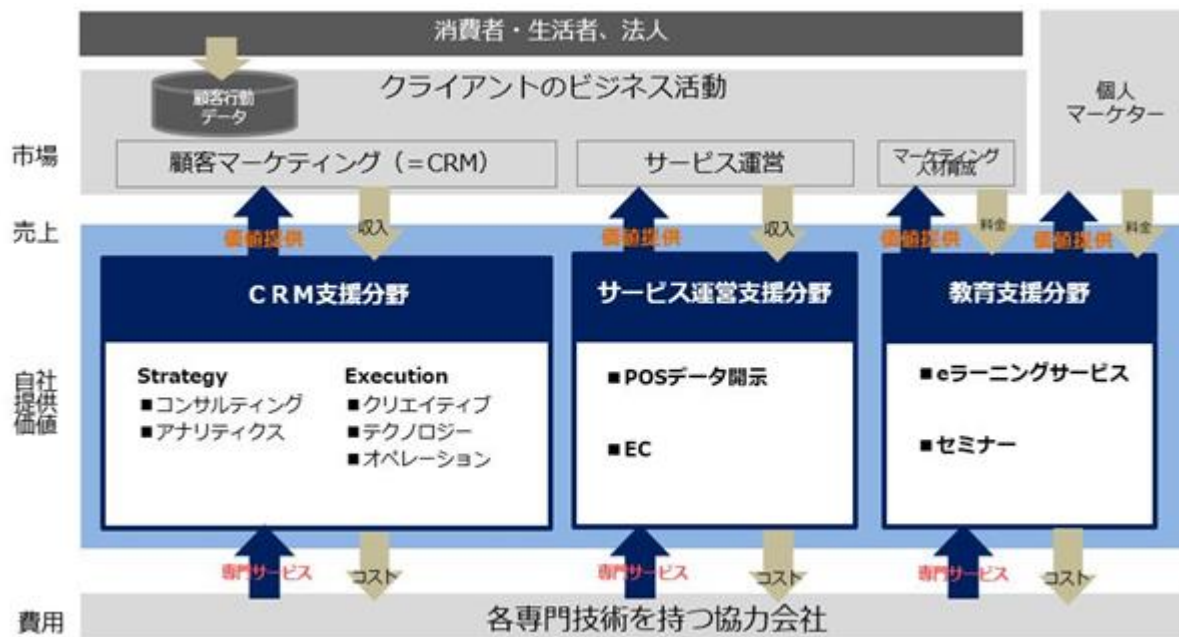 消費者・生活者、法人
クライアントのビジネス活動
顧客行動
データ
個人
マーケター
市場
顧客マーケティング（=CRM）
サービス運営
マーケティング
人材育成
売上
価値提供
収入
価値提供
収入
価値提供
料金
価値提供
料金
ＣＲＭ支援分野
サービス運営支援分野
教育支援分野
自社
提供
価値
Strategy
■コンサルティング
■アナリティクス
Execution
■クリエイティブ
■テクノロジー
■オペレーション
■POSデータ開示
■EC
■eラーニングサービス
■セミナー
専門サービス
コスト
専門サービス
コスト
専門サービス
コスト
費用
各専門技術を持つ協力会社